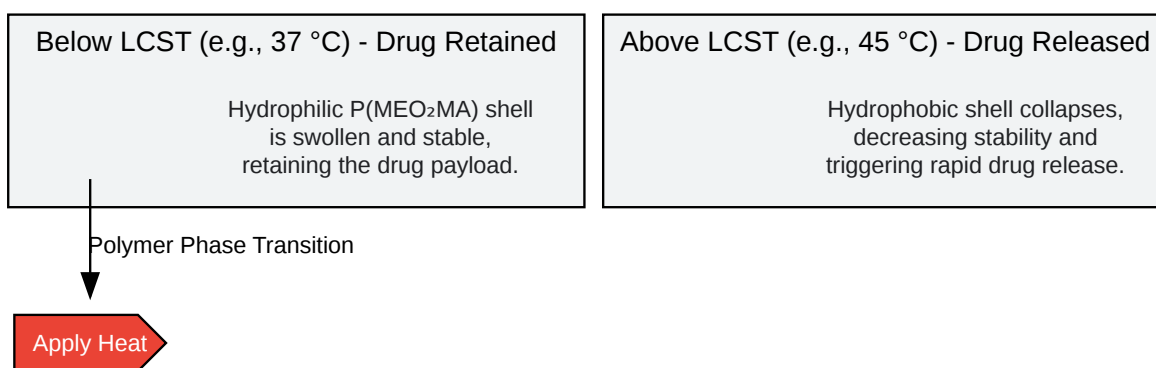 Below LCST (e.g., 37 °C) - Drug Retained
Hydrophilic P(MEO₂MA) shell
is swollen and stable,
retaining the drug payload.
Above LCST (e.g., 45 °C) - Drug Released
Hydrophobic shell collapses,
decreasing stability and
triggering rapid drug release.
Polymer Phase Transition
Apply Heat